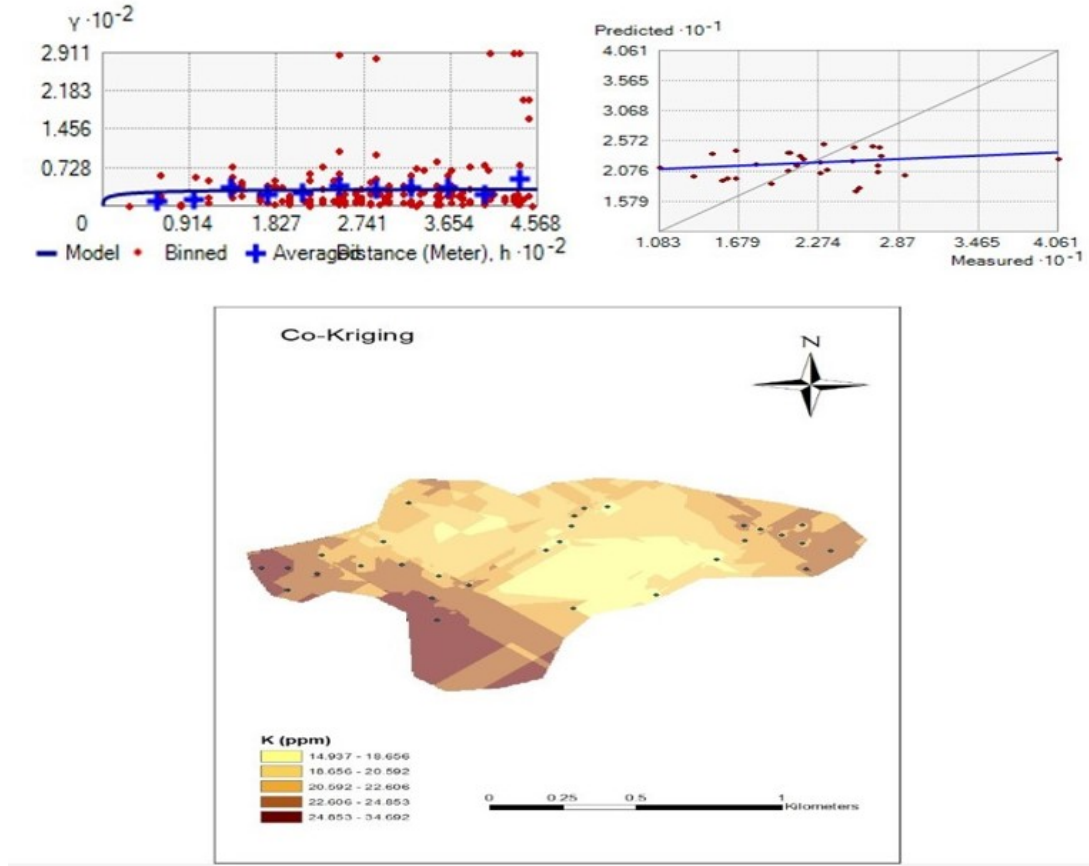 γ ·10⁻²
2.911
2.183
1.456
0.728
0 0.914 1.827 2.741 3.654 4.568
Model Binned Averaged Distance (Meter), h ·10⁻²
Predicted ·10⁻¹
4.061
3.565
3.068
2.572
2.076
1.579
1.083 1.679 2.274 2.87 3.465 4.061
Measured ·10⁻¹
Co-Kriging
N
K (ppm)
14.937 - 18.656
18.656 - 20.592
20.592 - 22.606
22.606 - 24.853
24.853 - 34.692
0 0.25 0.5 1
Kilometers